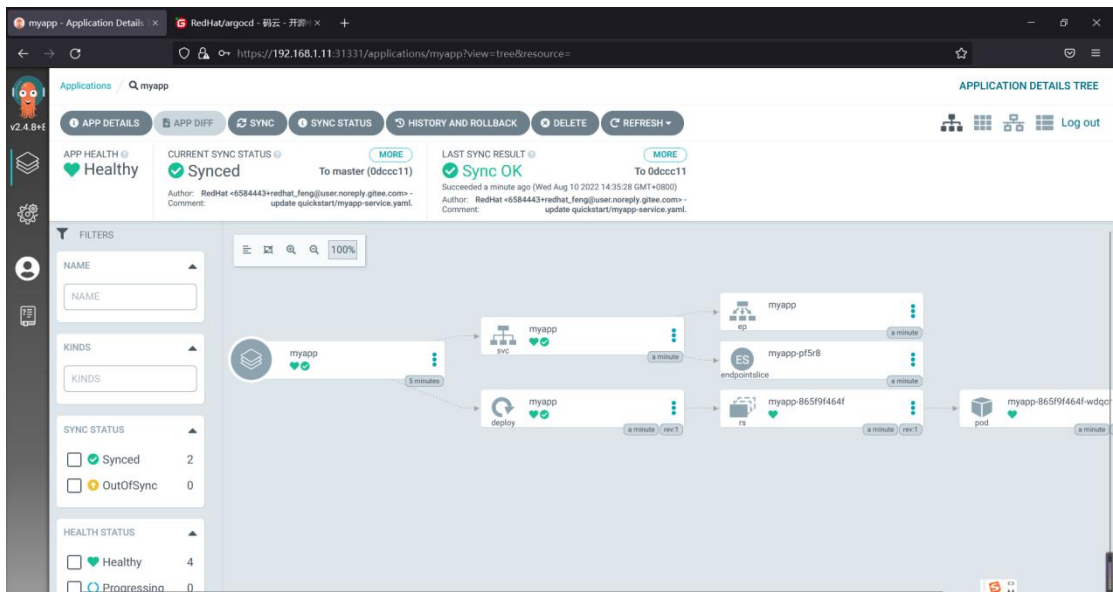 myapp - Application Details T
RedHat/argocd - 码云 - 开源中
https://192.168.1.11:31331/applications/myapp?view=tree&resource=
Applications / myapp
APPLICATION DETAILS TREE
v2.4.8+
APP DETAILS
APP DIFF
SYNC
SYNC STATUS
HISTORY AND ROLLBACK
DELETE
REFRESH
Log out
APP HEALTH
Healthy
CURRENT SYNC STATUS
MORE
Synced
To master (0dccc11)
Author: RedHat <6584443+redhat_feng@user.noreply.gitee.com> -
Comment: update quickstart/myapp-service.yaml.
LAST SYNC RESULT
MORE
Sync OK
To 0dccc11
Succeeded a minute ago (Wed Aug 10 2022 14:35:28 GMT+0800)
Author: RedHat <6584443+redhat_feng@user.noreply.gitee.com> -
Comment: update quickstart/myapp-service.yaml.
FILTERS
NAME
NAME
KINDS
KINDS
SYNC STATUS
Synced 2
OutOfSync 0
HEALTH STATUS
Healthy 4
Progressing 0
100%
myapp
5 minutes
svc
myapp
a minute
deploy
myapp
a minute rev:1
ep
myapp
a minute
ES
endpointslice
myapp-pf5r8
a minute
rs
myapp-865f9f464f
a minute rev:1
pod
myapp-865f9f464f-wdqc
a minute